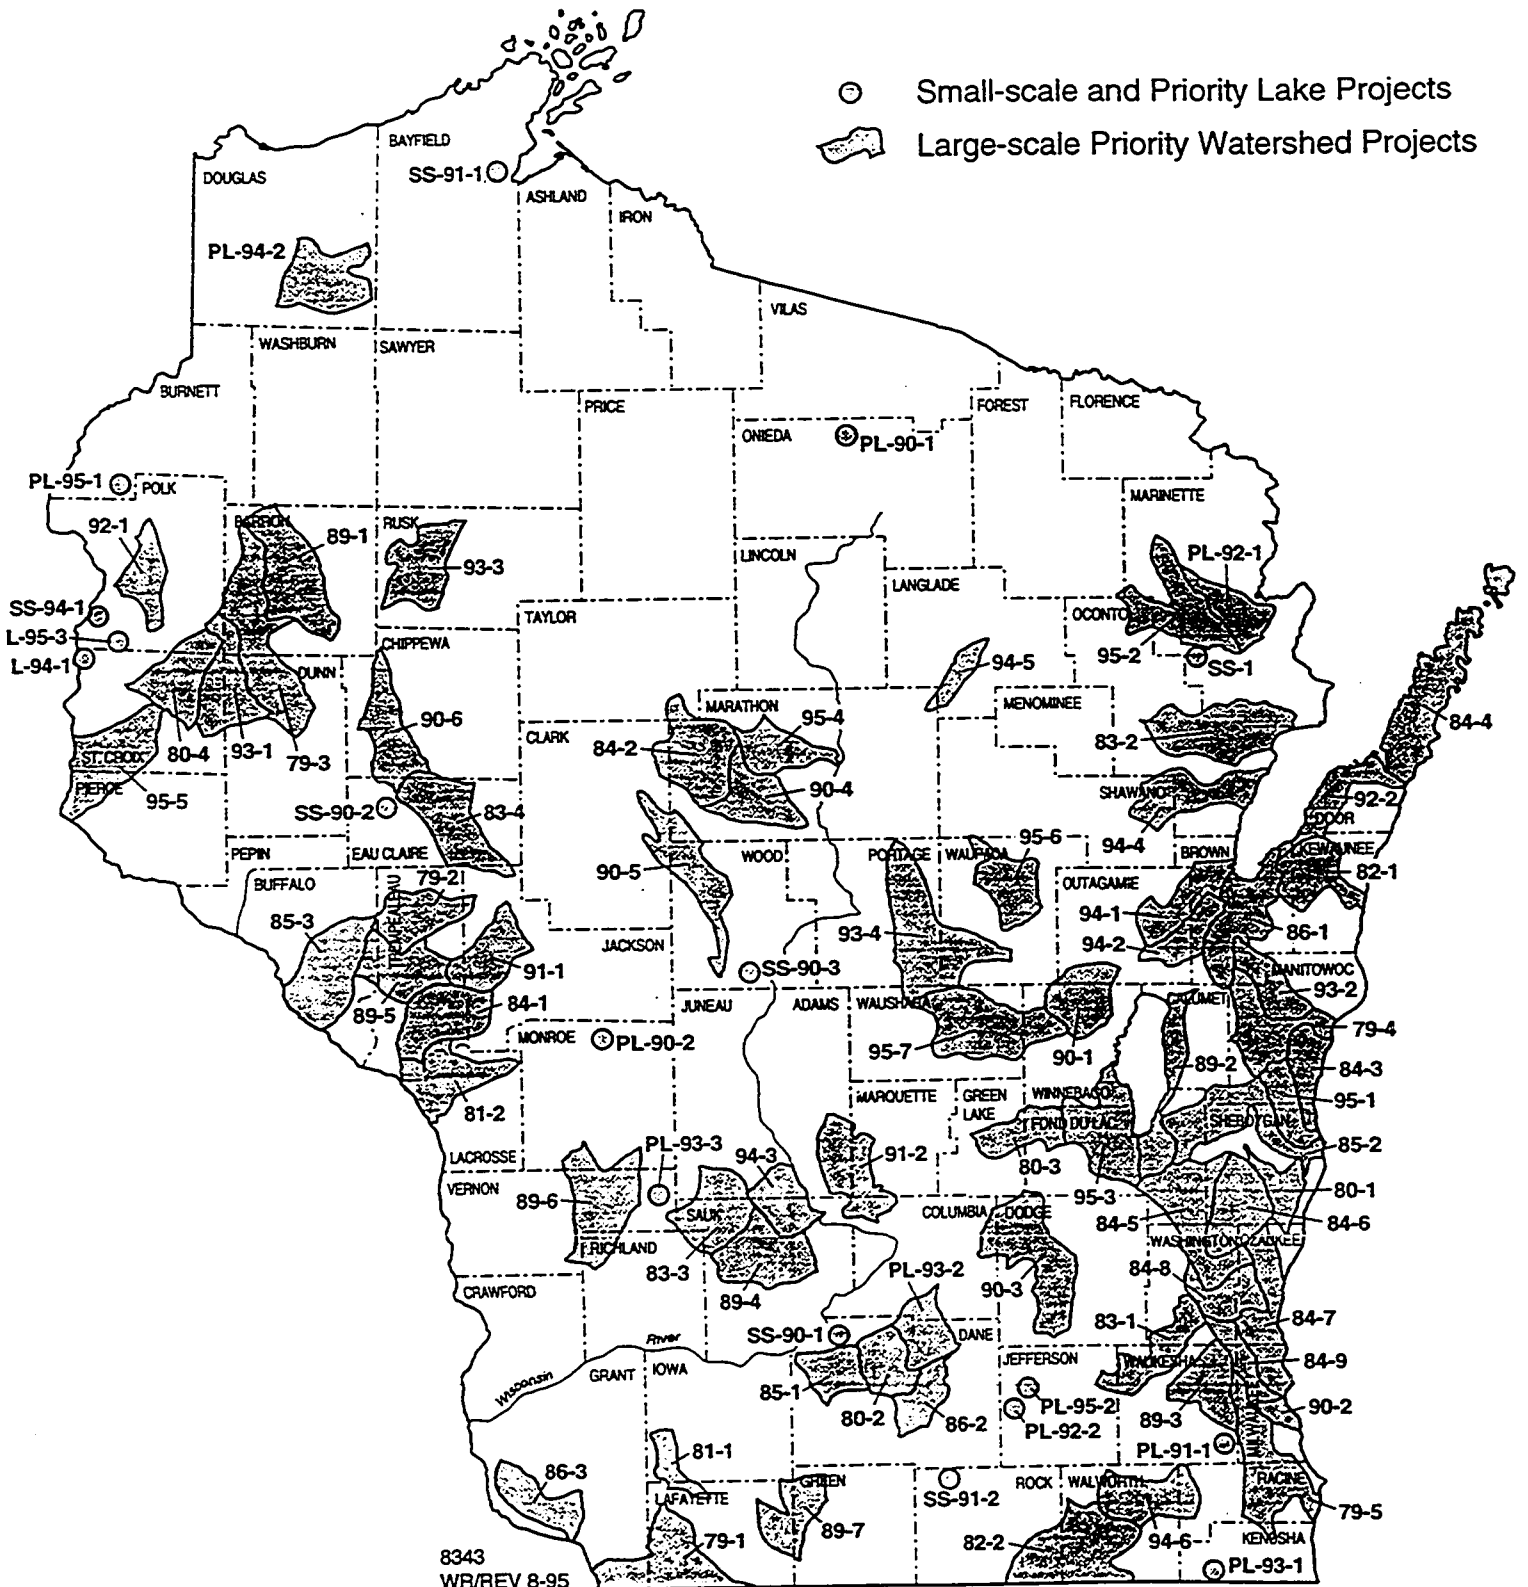 Small-scale and Priority Lake Projects
Large-scale Priority Watershed Projects
BAYFIELD
DOUGLAS
SS-91-1
ASHLAND
IRON
PL-94-2
VILAS
WASHBURN
SAWYER
BURNETT
PRICE
FOREST
FLORENCE
ONIEDA
PL-90-1
PL-95-1
POLK
MARINETTE
92-1
BARRON
89-1
RUSK
93-3
LINCOLN
PL-92-1
LANGLADE
SS-94-1
TAYLOR
OCONTO
L-95-3
CHIPPEWA
95-2
SS-1
L-94-1
DUNN
94-5
MENOMINEE
MARATHON
90-6
95-4
84-4
CLARK
84-2
83-2
ST. CROIX
80-4
93-1
79-3
PIERCE
95-5
90-4
SHAWANO
92-2
SS-90-2
83-4
DOOR
95-6
94-4
PEPIN
EAU CLAIRE
WOOD
PORTAGE
WAUPACA
BROWN
KEWAUNEE
90-5
82-1
BUFFALO
79-2
OUTAGAMIE
TREMPEALEAU
85-3
94-1
93-4
86-1
JACKSON
94-2
91-1
SS-90-3
MANITOWOC
93-2
84-1
JUNEAU
ADAMS
WAUSHARA
CALUMET
89-5
79-4
MONROE
PL-90-2
95-7
90-1
89-2
84-3
MARQUETTE
GREEN
LAKE
WINNEBAGO
95-1
81-2
FOND DU LAC
SHEBOYGAN
PL-93-3
94-3
91-2
85-2
LACROSSE
80-3
VERNON
89-6
95-3
80-1
SAUK
COLUMBIA
DODGE
84-5
84-6
RICHLAND
WASHINGTON
OZAUKEE
83-3
84-8
PL-93-2
90-3
CRAWFORD
89-4
83-1
84-7
SS-90-1
DANE
River
JEFFERSON
WAUKESHA
84-9
Wisconsin
GRANT
IOWA
85-1
PL-95-2
80-2
86-2
PL-92-2
89-3
90-2
MILWAUKEE
PL-91-1
81-1
86-3
GREEN
ROCK
WALWORTH
RACINE
SS-91-2
LAFAYETTE
79-5
89-7
79-1
82-2
94-6
KENOSHA
8343
WR/REV 8-95
PL-93-1